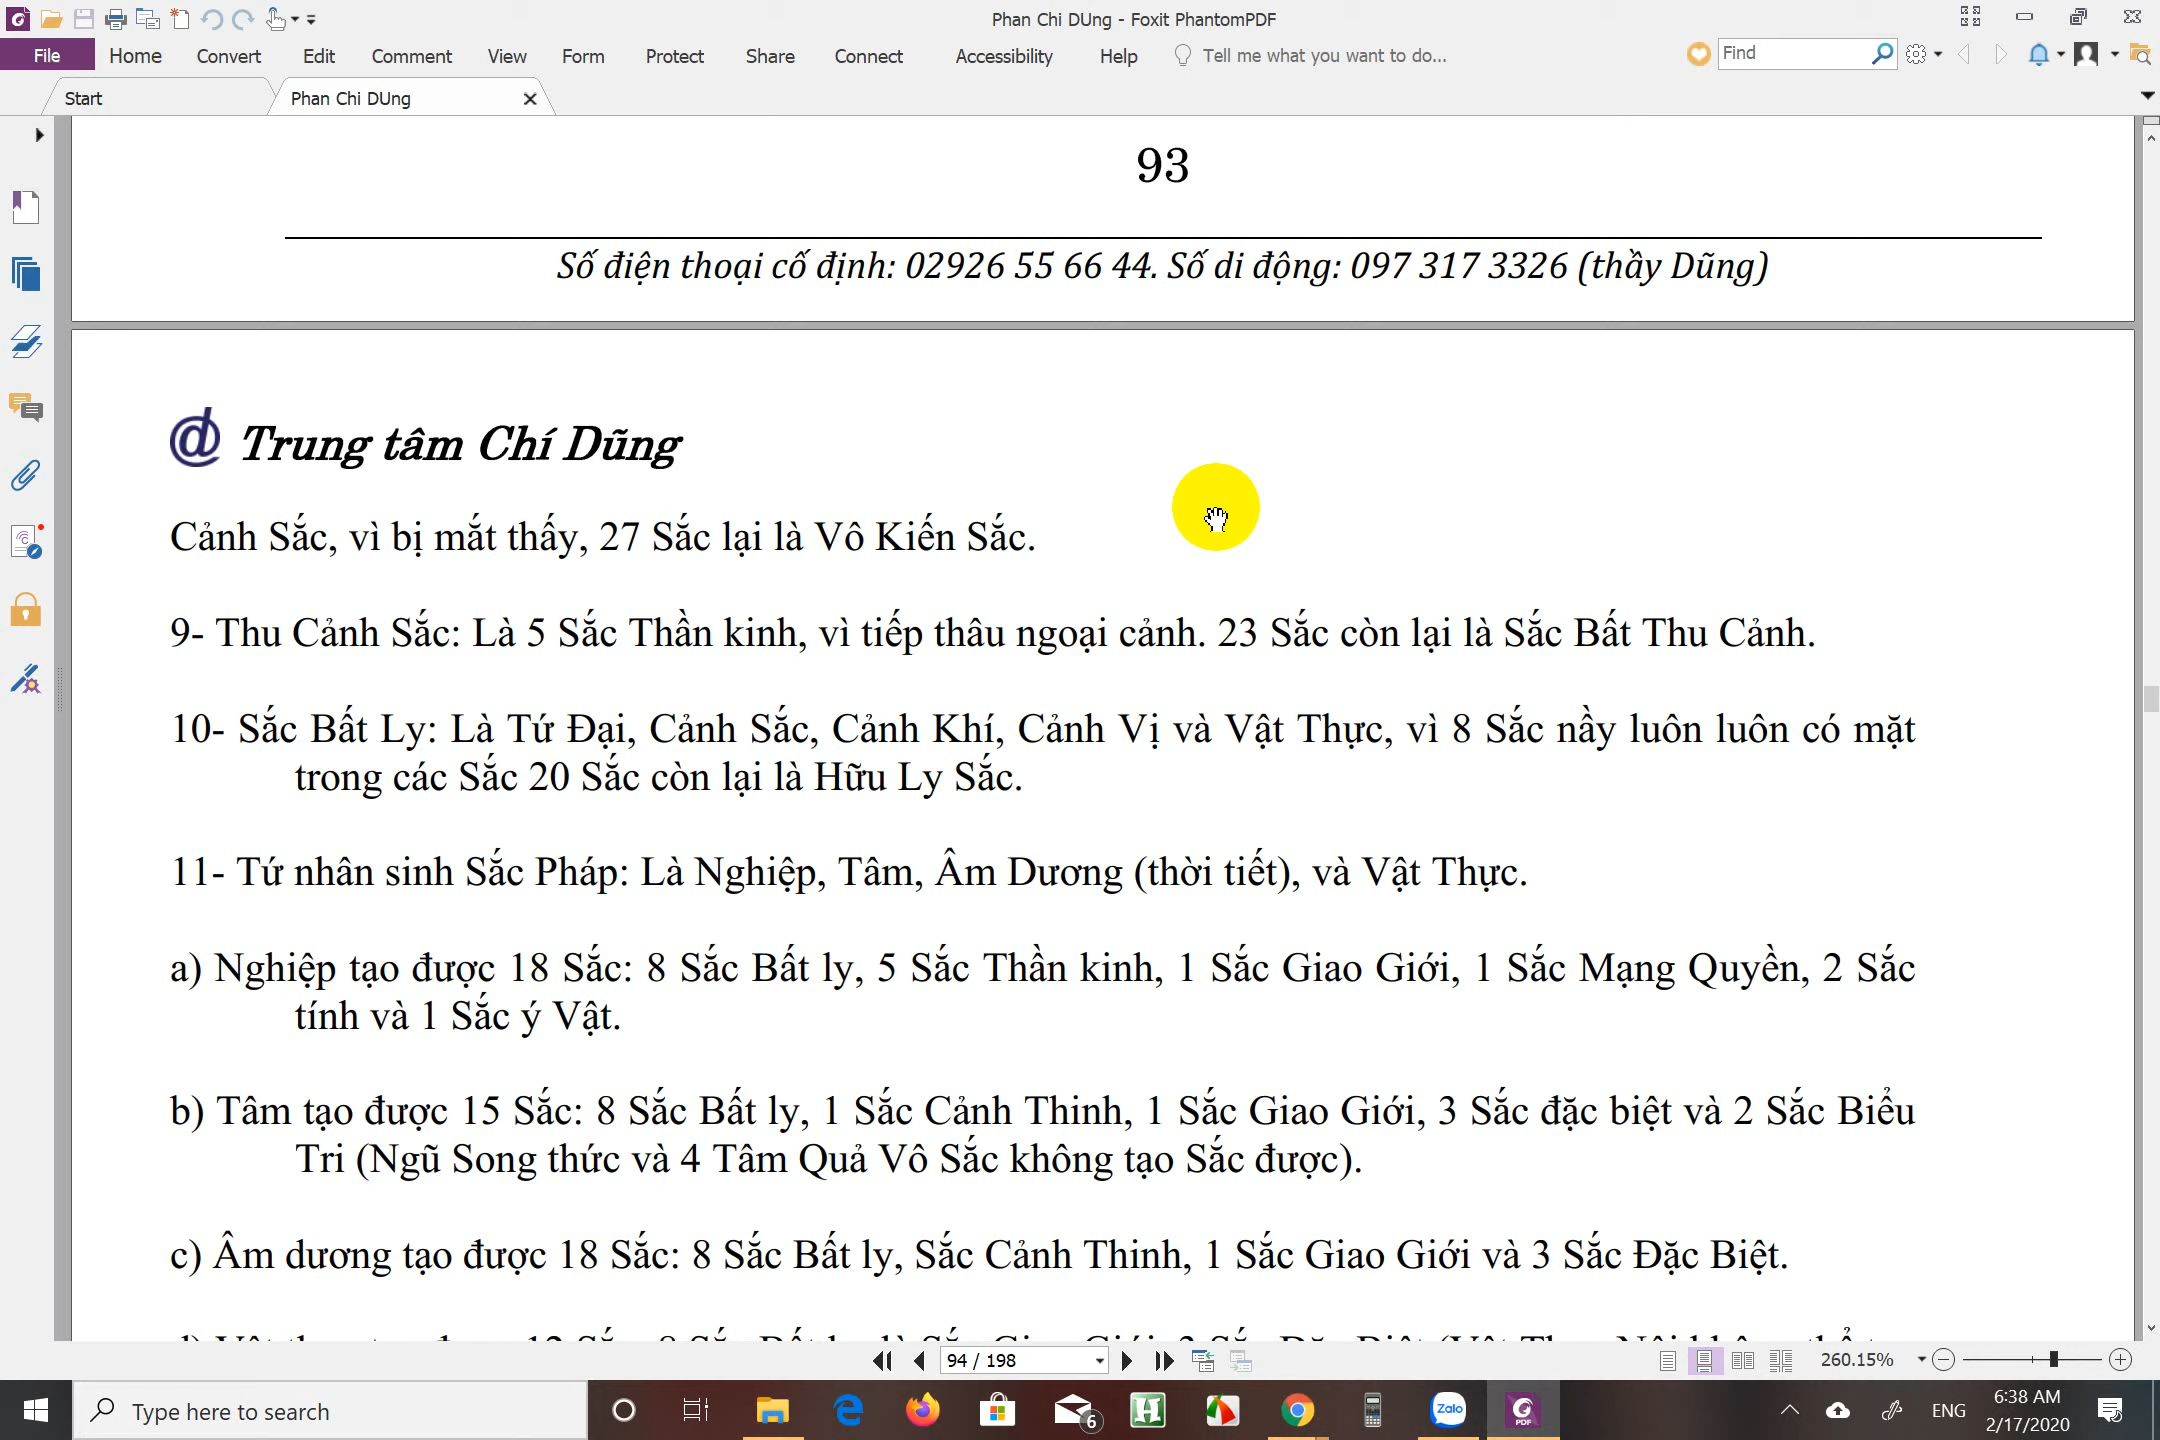 Phan Chi DUng - Foxit PhantomPDF
File Home Convert Edit Comment View Form Protect Share Connect Accessibility Help Tell me what you want to do... Find
Start Phan Chi DUng
93
Số điện thoại cố định: 02926 55 66 44. Số di động: 097 317 3326 (thầy Dũng)
@ Trung tâm Chí Dũng
Cảnh Sắc, vì bị mắt thấy, 27 Sắc lại là Vô Kiến Sắc.
9- Thu Cảnh Sắc: Là 5 Sắc Thần kinh, vì tiếp thâu ngoại cảnh. 23 Sắc còn lại là Sắc Bất Thu Cảnh.
10- Sắc Bất Ly: Là Tứ Đại, Cảnh Sắc, Cảnh Khí, Cảnh Vị và Vật Thực, vì 8 Sắc nầy luôn luôn có mặt
trong các Sắc 20 Sắc còn lại là Hữu Ly Sắc.
11- Tứ nhân sinh Sắc Pháp: Là Nghiệp, Tâm, Âm Dương (thời tiết), và Vật Thực.
a) Nghiệp tạo được 18 Sắc: 8 Sắc Bất ly, 5 Sắc Thần kinh, 1 Sắc Giao Giới, 1 Sắc Mạng Quyền, 2 Sắc
tính và 1 Sắc ý Vật.
b) Tâm tạo được 15 Sắc: 8 Sắc Bất ly, 1 Sắc Cảnh Thinh, 1 Sắc Giao Giới, 3 Sắc đặc biệt và 2 Sắc Biểu
Tri (Ngũ Song thức và 4 Tâm Quả Vô Sắc không tạo Sắc được).
c) Âm dương tạo được 18 Sắc: 8 Sắc Bất ly, Sắc Cảnh Thinh, 1 Sắc Giao Giới và 3 Sắc Đặc Biệt.
94 / 198 260.15%
Type here to search 6 Zalo PDF ENG 6:38 AM
2/17/2020